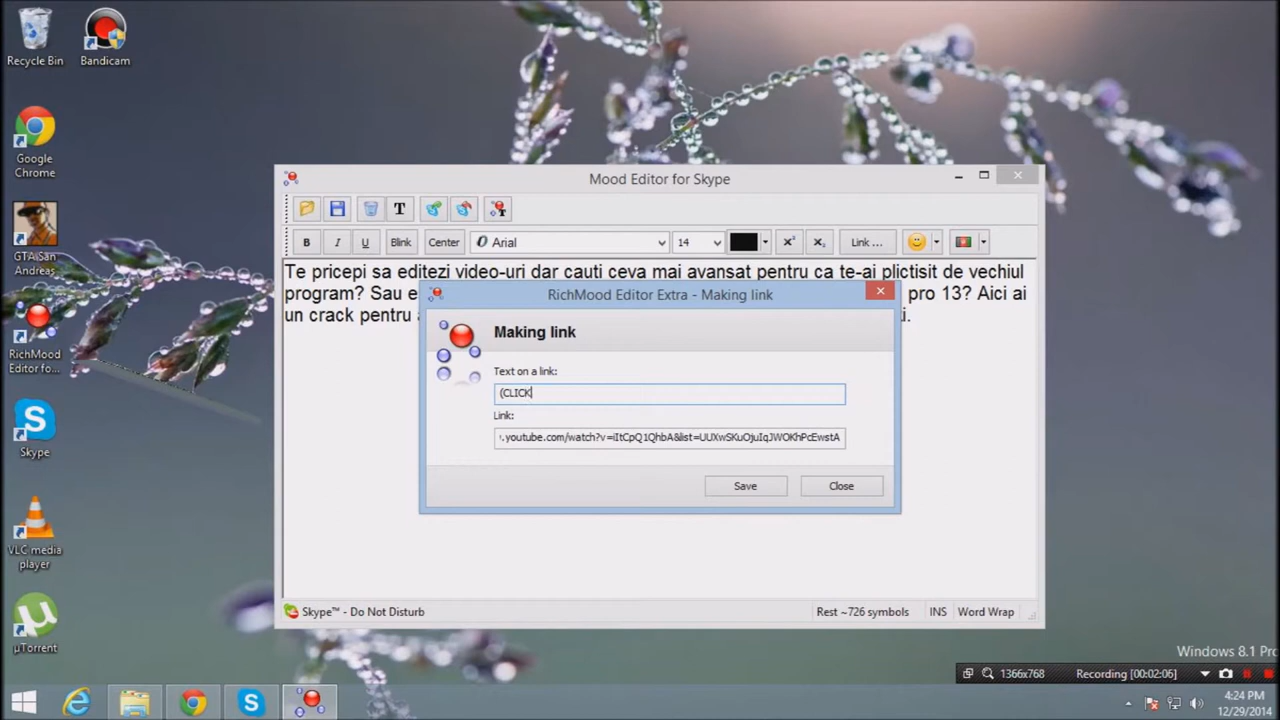 Recycle Bin
Bandicam
Google
Chrome
GTA San
Andreas
RichMood
Editor fo...
Skype
VLC media
player
µTorrent
Mood Editor for Skype
T
B I U Blink Center O Arial 14 X² X₂ Link ...
Te pricepi sa editezi video-uri dar cauti ceva mai avansat pentru ca te-ai plictisit de vechiul
program? Sau e pro 13? Aici ai
un crack pentru i.
RichMood Editor Extra - Making link
Making link
Text on a link:
(CLICK
Link:
.youtube.com/watch?v=iItCpQ1QhbA&list=UUXwSKuOjuIqJWOKhPcEwstA
Save Close
Skype™ - Do Not Disturb Rest ~726 symbols INS Word Wrap
Windows 8.1 Pro
1366x768 Recording [00:02:06]
4:24 PM
12/29/2014